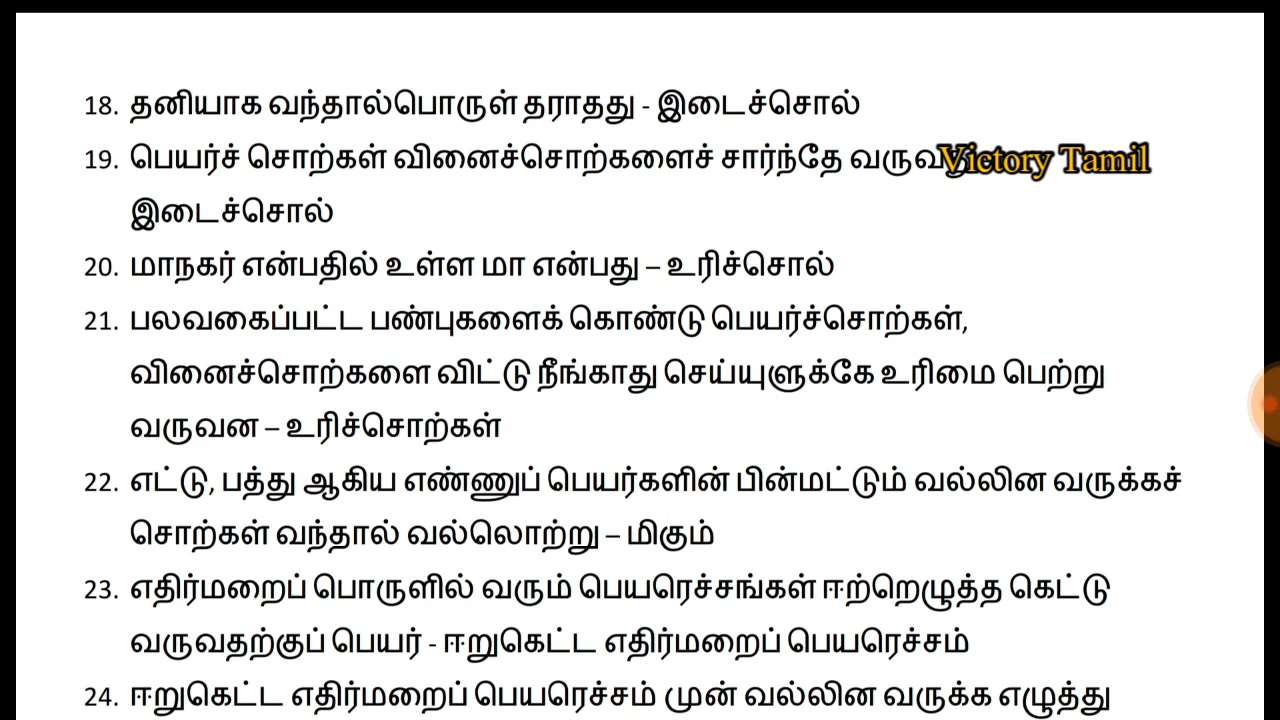 18. தனியாக வந்தால்பொருள் தராதது - இடைச்சொல்
19. பெயர்ச் சொற்கள் வினைச்சொற்களைச் சார்ந்தே Victory Tamil
இடைச்சொல்
20. மாநகர் என்பதில் உள்ள மா என்பது – உரிச்சொல்
21. பலவகைப்பட்ட பண்புகளைக் கொண்டு பெயர்ச்சொற்கள்,
வினைச்சொற்களை விட்டு நீங்காது செய்யுளுக்கே உரிமை பெற்று
வருவன – உரிச்சொற்கள்
22. எட்டு, பத்து ஆகிய எண்ணுப் பெயர்களின் பின்மட்டும் வல்லின வருக்கச்
சொற்கள் வந்தால் வல்லொற்று – மிகும்
23. எதிர்மறைப் பொருளில் வரும் பெயரெச்சங்கள் ஈற்றெழுத்த கெட்டு
வருவதற்குப் பெயர் - ஈறுகெட்ட எதிர்மறைப் பெயரெச்சம்
24. ஈறுகெட்ட எதிர்மறைப் பெயரெச்சம் முன் வல்லின வருக்க எழுத்து